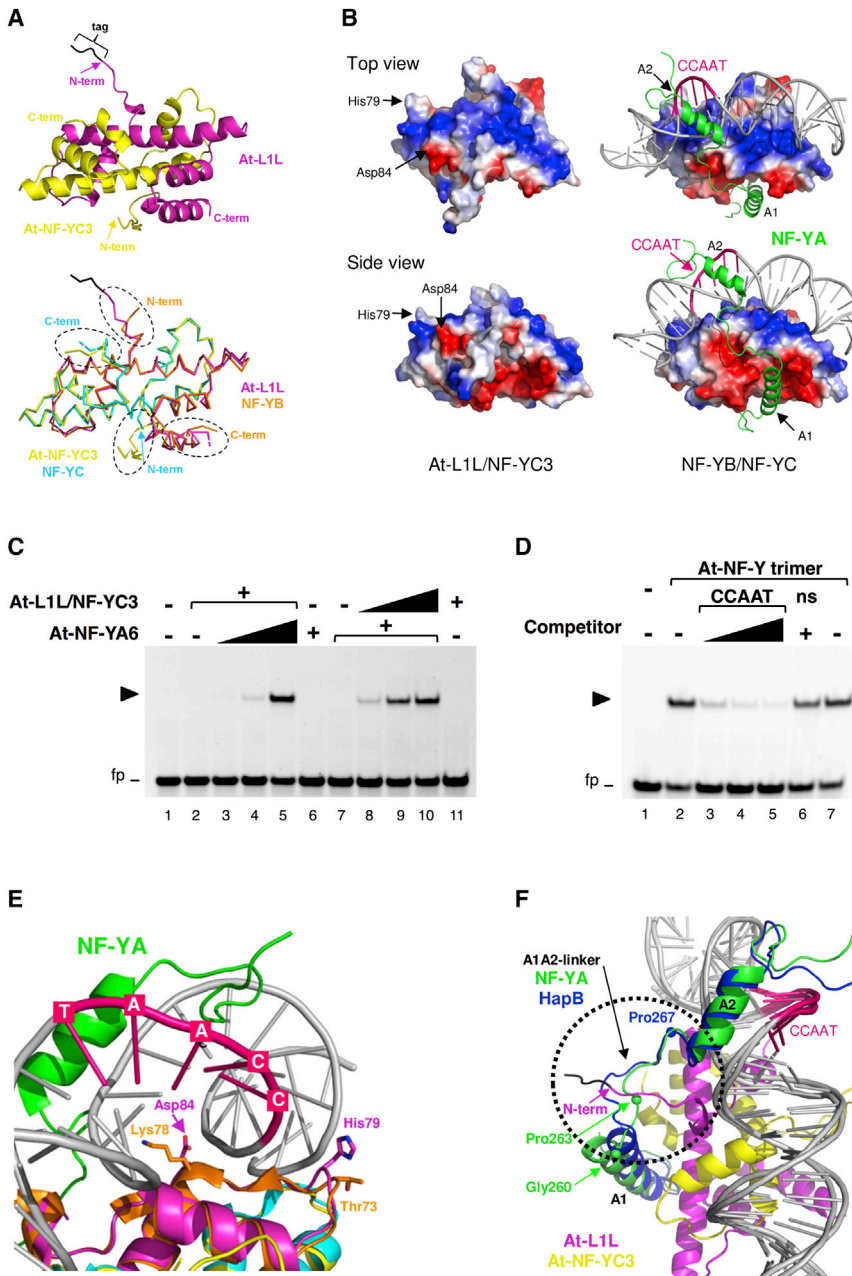 A
tag
N-term
C-term
At-L1L
At-NF-YC3
N-term
C-term
N-term
C-term
At-L1L
NF-YB
At-NF-YC3
NF-YC
N-term
C-term
B
Top view
His79
Asp84
A2
CCAAT
A1
NF-YA
Side view
Asp84
His79
CCAAT
A2
A1
At-L1L/NF-YC3
NF-YB/NF-YC
C
At-L1L/NF-YC3 - + - - +
At-NF-YA6 - - + + -
fp
1 2 3 4 5 6 7 8 9 10 11
D
At-NF-Y trimer
- CCAAT ns
Competitor - - + -
fp
1 2 3 4 5 6 7
E
NF-YA
T A A C C
Asp84
Lys78
His79
Thr73
F
A1A2-linker
NF-YA
HapB
A2
Pro267
CCAAT
N-term
Pro263
Gly260
A1
At-L1L
At-NF-YC3